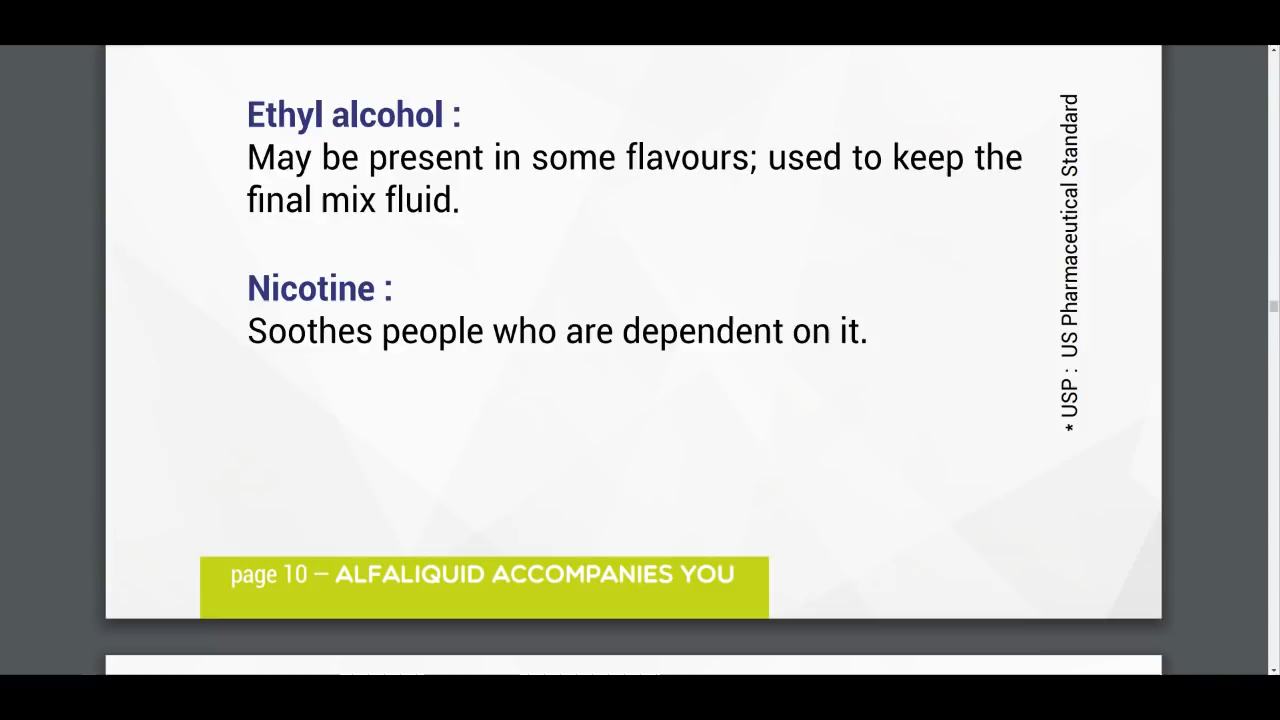 Ethyl alcohol :
May be present in some flavours; used to keep the
final mix fluid.
Nicotine :
Soothes people who are dependent on it.
* USP : US Pharmaceutical Standard
page 10 – ALFALIQUID ACCOMPANIES YOU